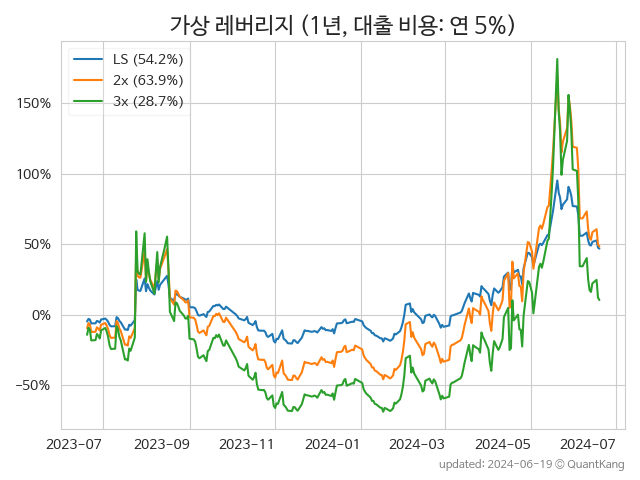 가상 레버리지 (1년, 대출 비용: 연 5%)
LS (54.2%)
2x (63.9%)
3x (28.7%)
150%
100%
50%
0%
−50%
2023-07
2023-09
2023-11
2024-01
2024-03
2024-05
2024-07
updated: 2024-06-19 © QuantKang